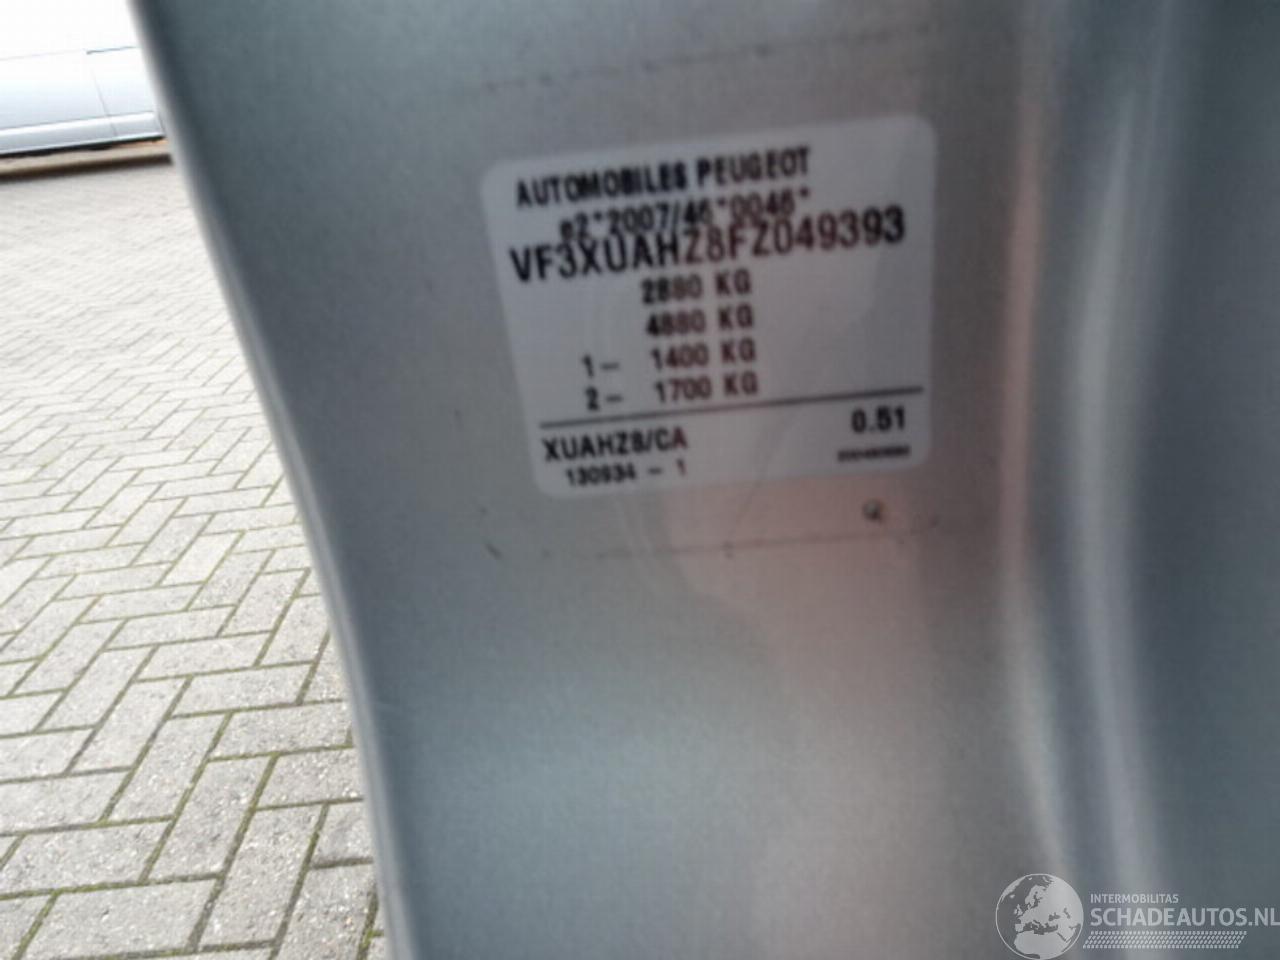 AUTOMOBILES PEUGEOT
e2*2007/46*0046*
VF3XUAHZ8FZ049393
2880 KG
4880 KG
1- 1400 KG
2- 1700 KG
XUAHZ8/CA 0.51
130934 - 1
INTERMOBILITAS
SCHADEAUTOS.NL